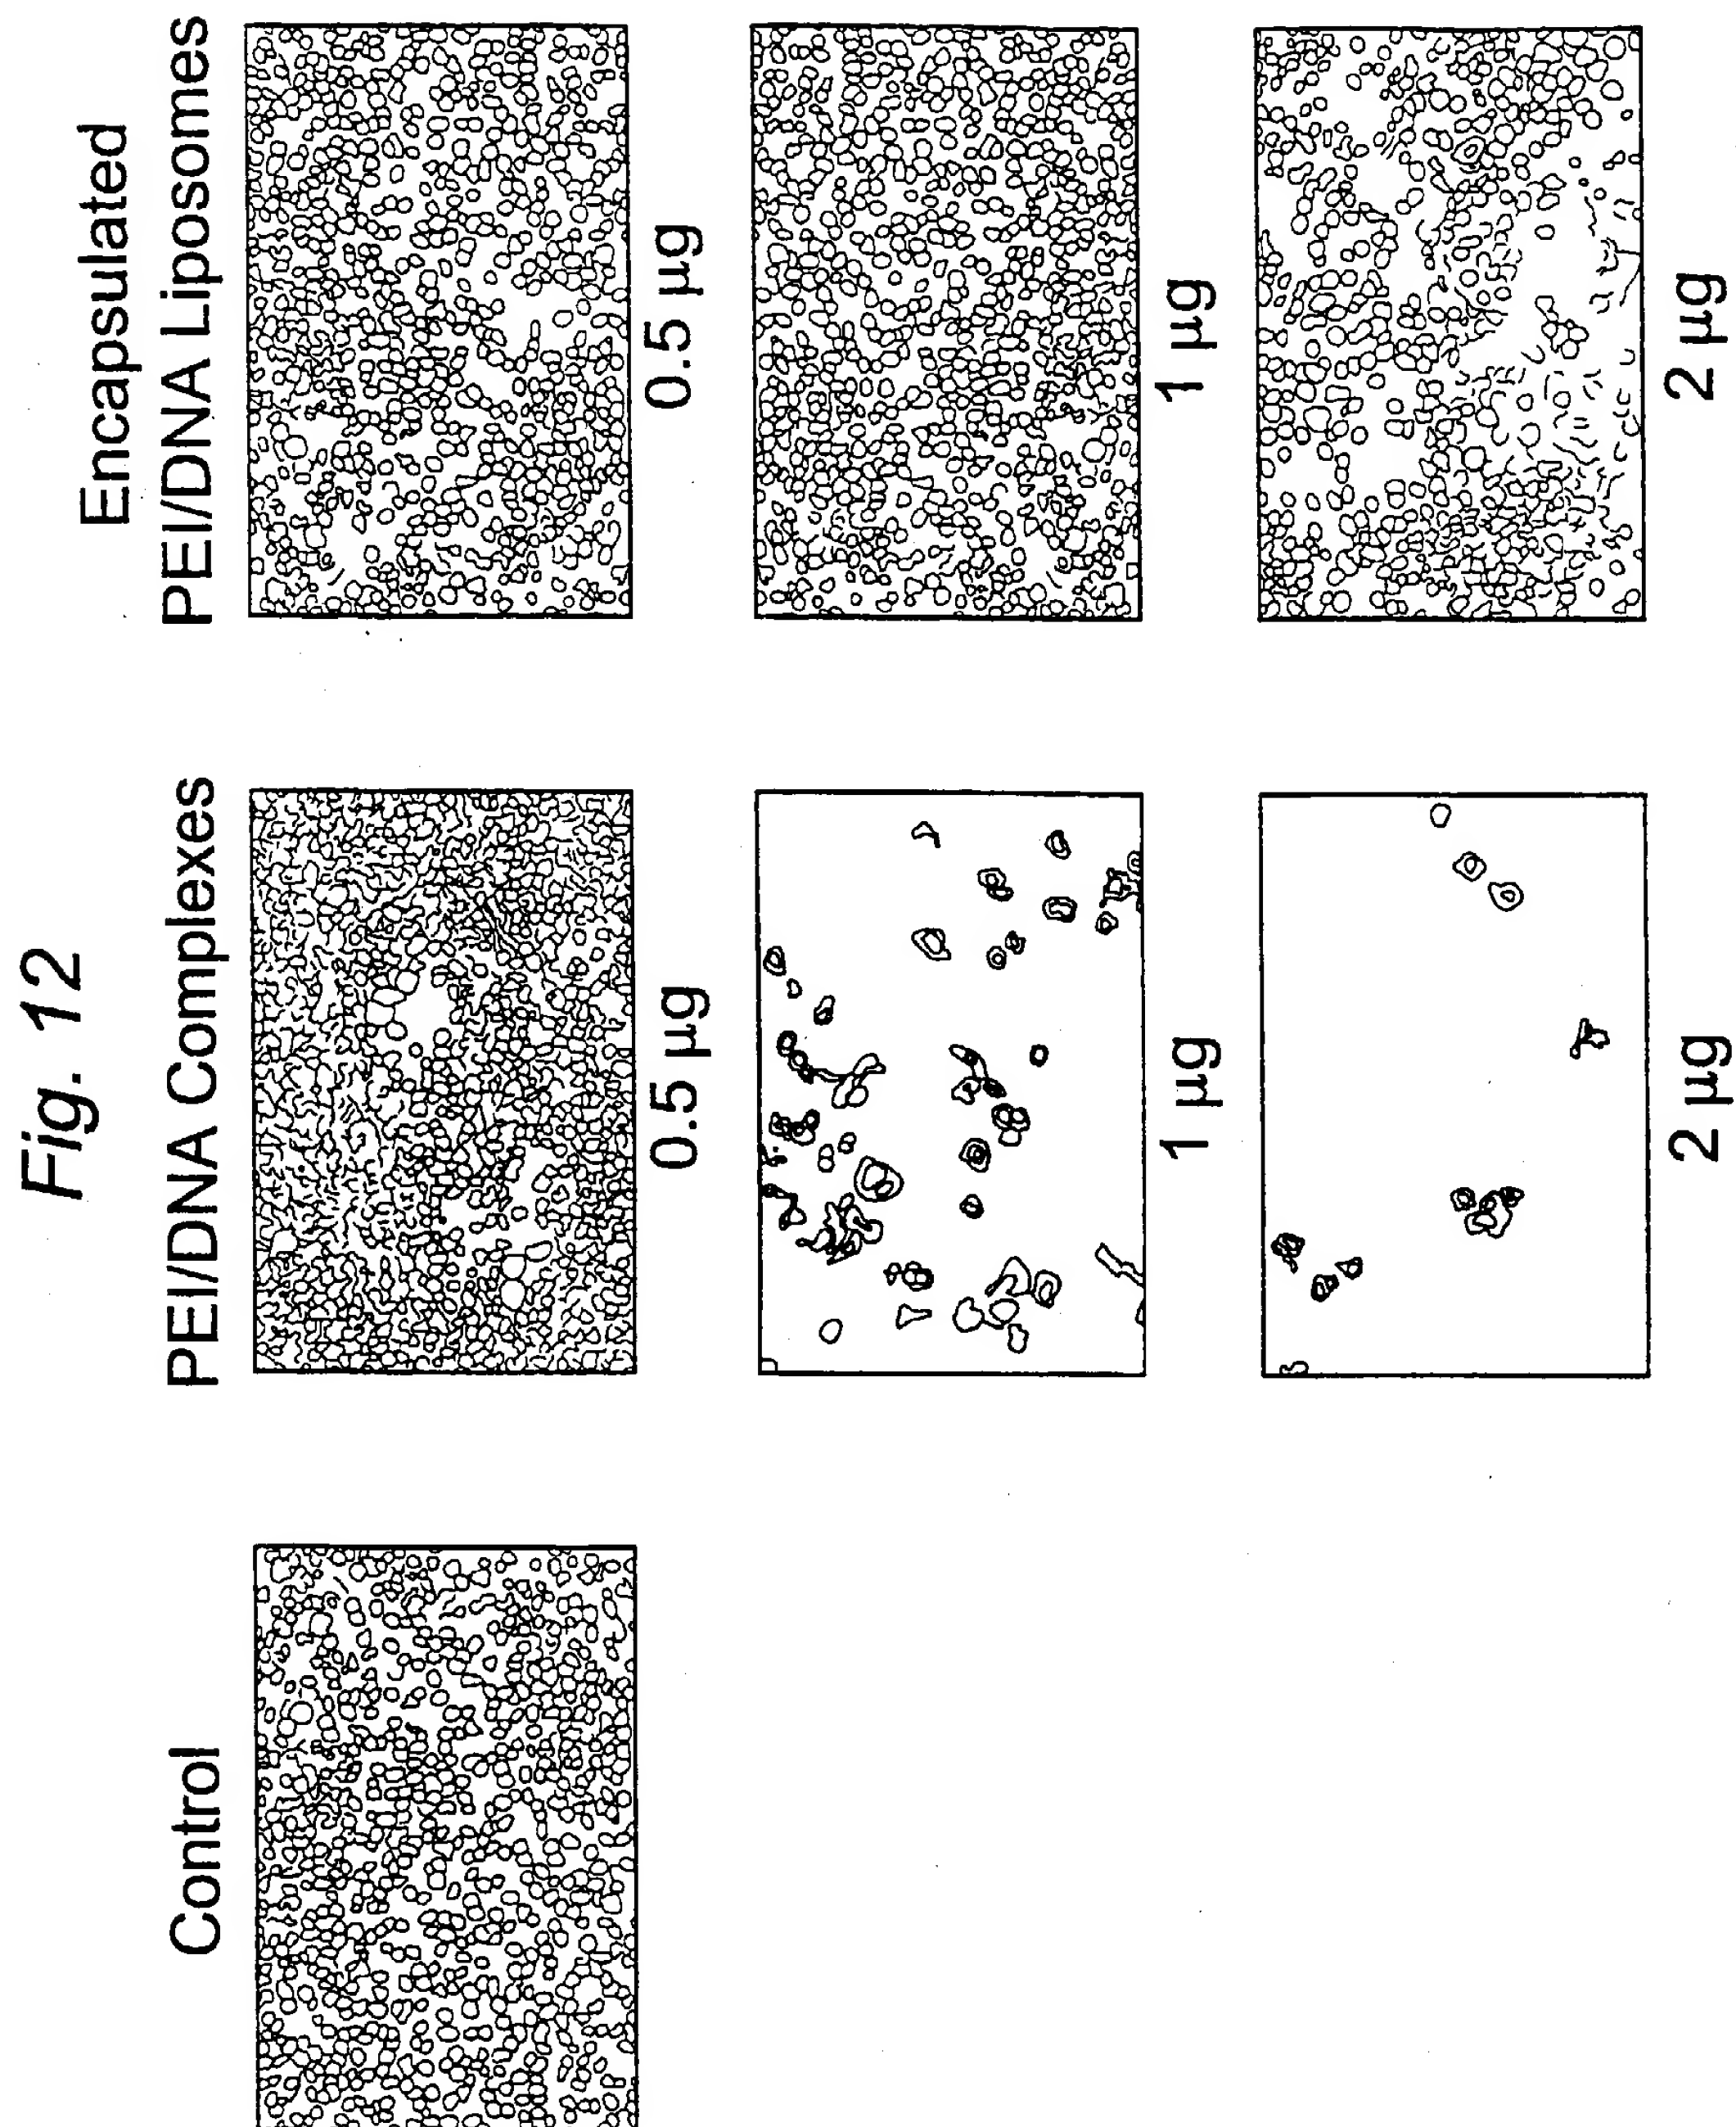 Fig. 12
Control
PEI/DNA Complexes
Encapsulated
PEI/DNA Liposomes
0.5 µg
0.5 µg
1 µg
1 µg
2 µg
2 µg